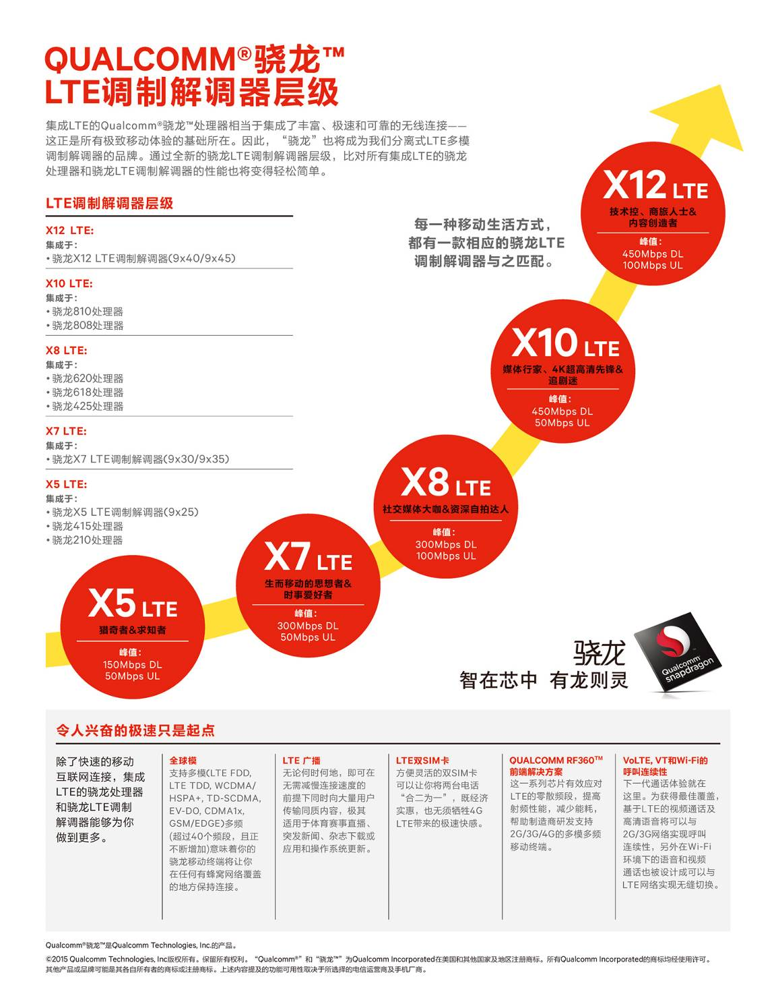 QUALCOMM®骁龙™
LTE调制解调器层级
集成LTE的Qualcomm®骁龙™处理器相当于集成了丰富、极速和可靠的无线连接——
这正是所有极致移动体验的基础所在。因此，“骁龙”也将成为我们分离式LTE多模
调制解调器的品牌。通过全新的骁龙LTE调制解调器层级，比对所有集成LTE的骁龙
处理器和骁龙LTE调制解调器的性能也将变得轻松简单。
LTE调制解调器层级
X12 LTE:
集成于：
•骁龙X12 LTE调制解调器(9x40/9x45)
X10 LTE:
集成于：
•骁龙810处理器
•骁龙808处理器
X8 LTE:
集成于：
•骁龙620处理器
•骁龙618处理器
•骁龙425处理器
X7 LTE:
集成于：
•骁龙X7 LTE调制解调器(9x30/9x35)
X5 LTE:
集成于：
•骁龙X5 LTE调制解调器(9x25)
•骁龙415处理器
•骁龙210处理器
每一种移动生活方式，
都有一款相应的骁龙LTE
调制解调器与之匹配。
X12 LTE
技术控、商旅人士&
内容创造者
峰值：
450Mbps DL
100Mbps UL
X10 LTE
媒体行家、4K超高清先锋&
追剧迷
峰值：
450Mbps DL
50Mbps UL
X8 LTE
社交媒体大咖&资深自拍达人
峰值：
300Mbps DL
100Mbps UL
X7 LTE
生而移动的思想者&
时事爱好者
峰值：
300Mbps DL
50Mbps UL
X5 LTE
猎奇者&求知者
峰值：
150Mbps DL
50Mbps UL
骁龙
智在芯中 有龙则灵
Qualcomm
snapdragon
令人兴奋的极速只是起点
除了快速的移动
互联网连接，集成
LTE的骁龙处理器
和骁龙LTE调制
解调器能够为你
做到更多。
全球模
支持多模(LTE FDD,
LTE TDD, WCDMA/
HSPA+, TD-SCDMA,
EV-DO, CDMA1x,
GSM/EDGE)多频
(超过40个频段，且正
不断增加)意味着你的
骁龙移动终端将让你
在任何有蜂窝网络覆盖
的地方保持连接。
LTE 广播
无论何时何地，即可在
无需减慢连接速度的
前提下同时向大量用户
传输同质内容，极其
适用于体育赛事直播、
突发新闻、杂志下载或
应用和操作系统更新。
LTE双SIM卡
方便灵活的双SIM卡
可以让你将两台电话
“合二为一”，既经济
实惠，也无须牺牲4G
LTE带来的极速快感。
QUALCOMM RF360™
前端解决方案
这一系列芯片有效应对
LTE的零散频段，提高
射频性能，减少能耗，
帮助制造商研发支持
2G/3G/4G的多模多频
移动终端。
VoLTE, VT和Wi-Fi的
呼叫连续性
下一代通话体验就在
这里。为获得最佳覆盖，
基于LTE的视频通话及
高清语音将可以与
2G/3G网络实现呼叫
连续性，另外在Wi-Fi
环境下的语音和视频
通话也被设计成可以与
LTE网络实现无缝切换。
Qualcomm®骁龙™是Qualcomm Technologies, Inc.的产品。
©2015 Qualcomm Technologies, Inc版权所有。保留所有权利。“Qualcomm®”和“骁龙™”为Qualcomm Incorporated在美国和其他国家及地区注册商标。所有Qualcomm Incorporated的商标均经使用许可。
其他产品或品牌可能是其各自所有者的商标或注册商标。上述内容提及的功能可用性取决于所选择的电信运营商及手机厂商。